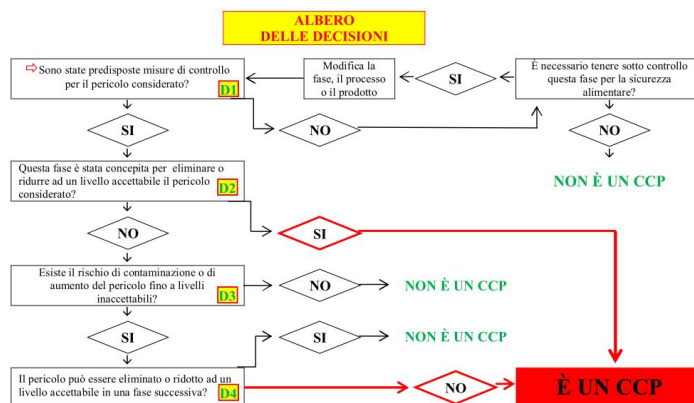 ALBERO
DELLE DECISIONI
Sono state predisposte misure di controllo
per il pericolo considerato?
D1
Modifica la
fase, il processo
o il prodotto
SI
È necessario tenere sotto controllo
questa fase per la sicurezza
alimentare?
SI
NO
NO
NON È UN CCP
Questa fase è stata concepita per eliminare o
ridurre ad un livello accettabile il pericolo
considerato?
D2
NO
SI
Esiste il rischio di contaminazione o di
aumento del pericolo fino a livelli
inaccettabili?
D3
NO
NON È UN CCP
SI
SI
NON È UN CCP
Il pericolo può essere eliminato o ridotto ad un
livello accettabile in una fase successiva?
D4
NO
È UN CCP